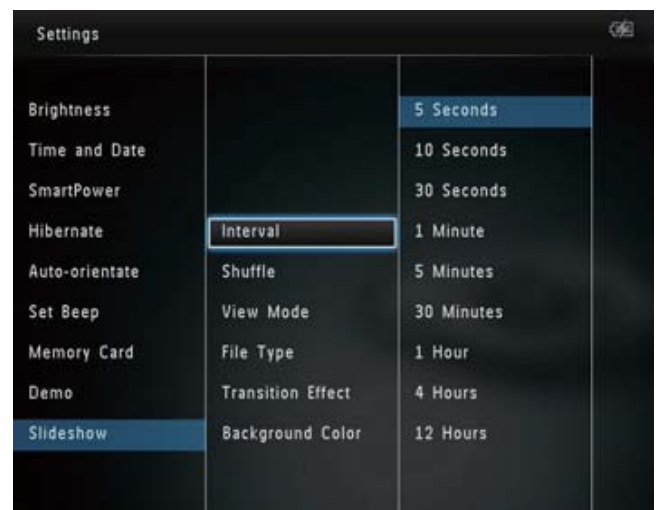 Settings
Brightness
Time and Date
SmartPower
Hibernate
Auto-orientate
Set Beep
Memory Card
Demo
Slideshow
Interval
Shuffle
View Mode
File Type
Transition Effect
Background Color
5 Seconds
10 Seconds
30 Seconds
1 Minute
5 Minutes
30 Minutes
1 Hour
4 Hours
12 Hours